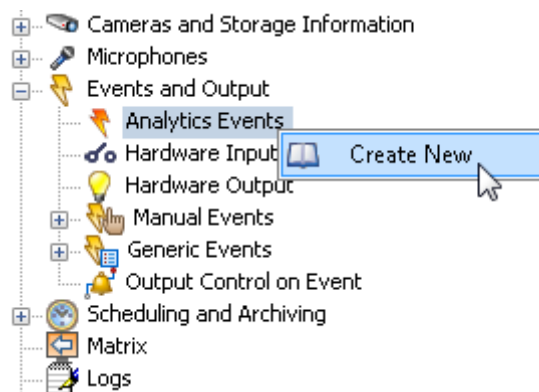 Cameras and Storage Information
Microphones
Events and Output
Analytics Events
Hardware Input
Create New
Hardware Output
Manual Events
Generic Events
Output Control on Event
Scheduling and Archiving
Matrix
Logs